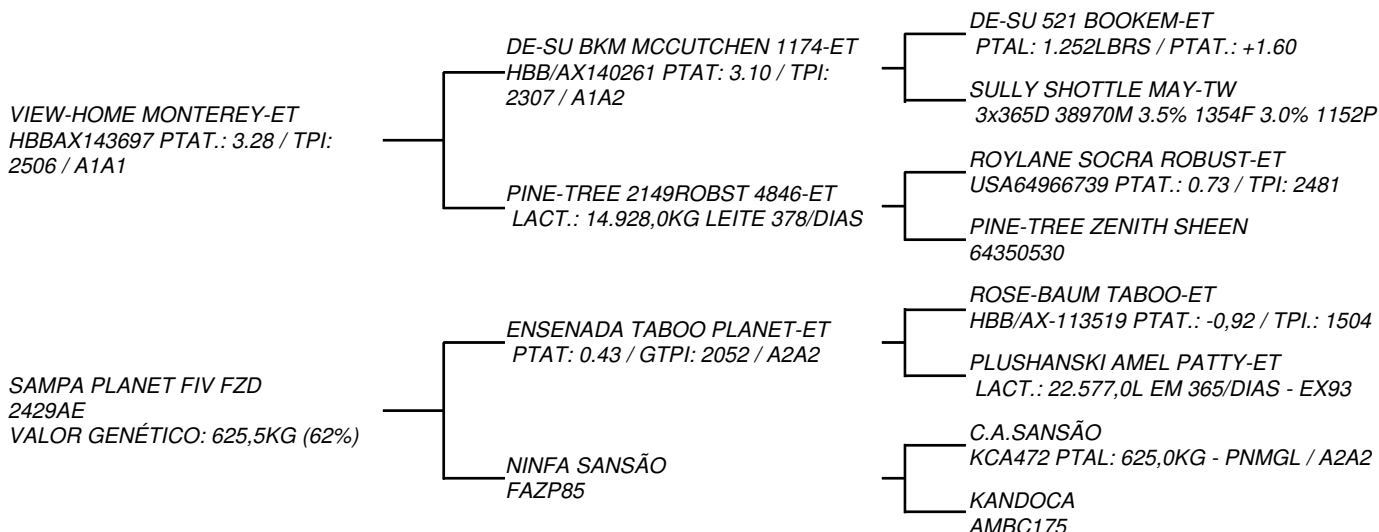 VIEW-HOME MONTEREY-ET
HBBAX143697 PTAT.: 3.28 / TPI:
2506 / A1A1
DE-SU BKM MCCUTCHEN 1174-ET
HBB/AX140261 PTAT: 3.10 / TPI:
2307 / A1A2
DE-SU 521 BOOKEM-ET
PTAL: 1.252LBRS / PTAT.: +1.60
SULLY SHOTTLE MAY-TW
3x365D 38970M 3.5% 1354F 3.0% 1152P
PINE-TREE 2149ROBST 4846-ET
LACT.: 14.928,0KG LEITE 378/DIAS
ROYLANE SOCRA ROBUST-ET
USA64966739 PTAT.: 0.73 / TPI: 2481
PINE-TREE ZENITH SHEEN
64350530
SAMPA PLANET FIV FZD
2429AE
VALOR GENÉTICO: 625,5KG (62%)
ENSENADA TABOO PLANET-ET
PTAT: 0.43 / GTPI: 2052 / A2A2
ROSE-BAUM TABOO-ET
HBB/AX-113519 PTAT.: -0,92 / TPI.: 1504
PLUSHANSKI AMEL PATTY-ET
LACT.: 22.577,0L EM 365/DIAS - EX93
NINFA SANSÃO
FAZP85
C.A.SANSÃO
KCA472 PTAL: 625,0KG - PNMGL / A2A2
KANDOCA
AMBC175